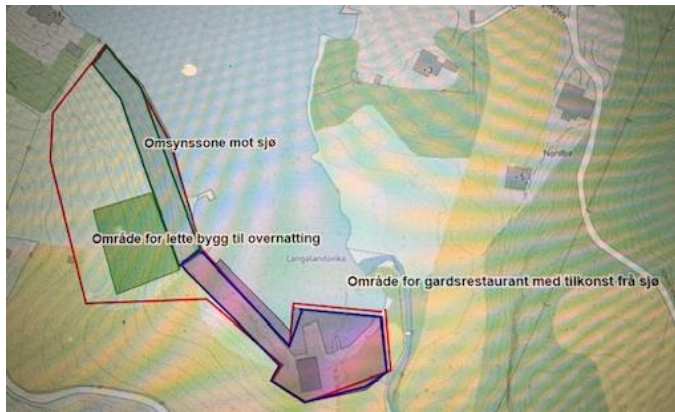 Omsynssone mot sjø
Nordbø
Område for lette bygg til overnatting
Langalandsvika
Område for gardsrestaurant med tilkonst frå sjø